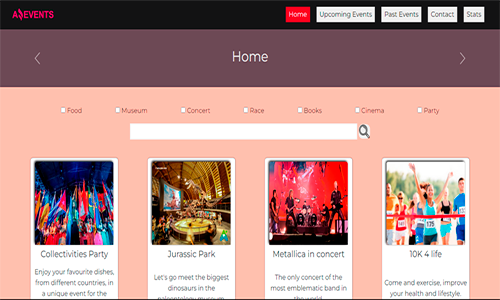 AEVENTS
Home
Upcoming Events
Past Events
Contact
Stats
Home
Food
Museum
Concert
Race
Books
Cinema
Party
Collectivities Party
Enjoy your favourite dishes,
from different countries, in
a unique event for the
Jurassic Park
Let's go meet the biggest
dinosaurs in the
paleontology museum
Metallica in concert
The only concert of the
most emblematic band in
the world
10K 4 life
Come and exercise, improve
your health and lifestyle.